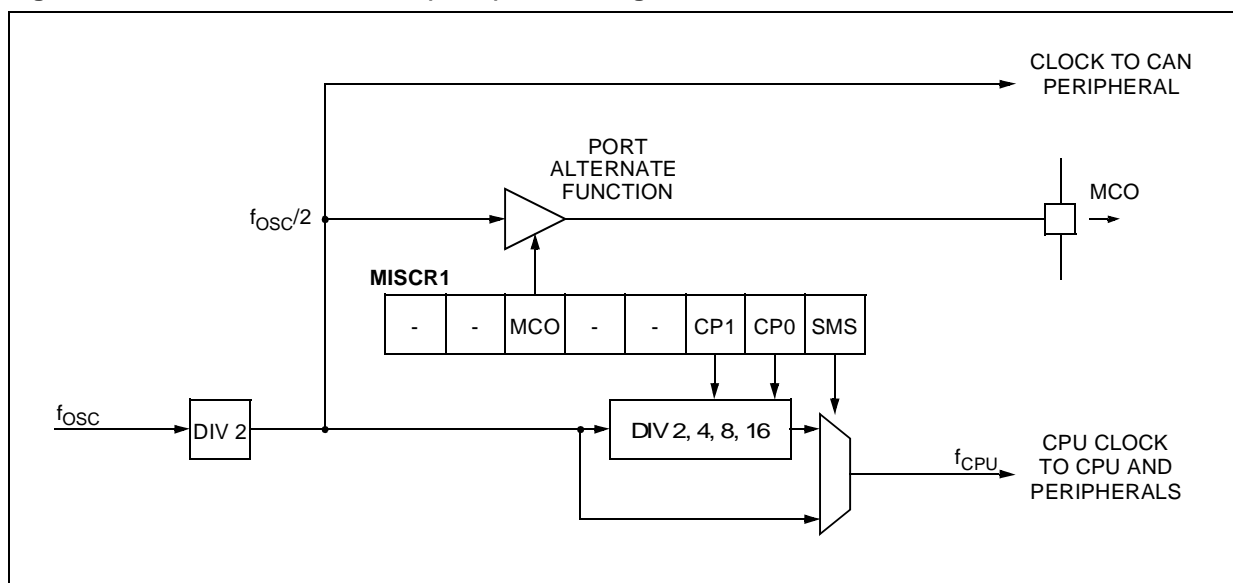 CLOCK TO CAN
PERIPHERAL
PORT
ALTERNATE
FUNCTION
fOSC/2
MCO
MISCR1
- - MCO - - CP1 CP0 SMS
fOSC
DIV 2
DIV 2, 4, 8, 16
fCPU
CPU CLOCK
TO CPU AND
PERIPHERALS